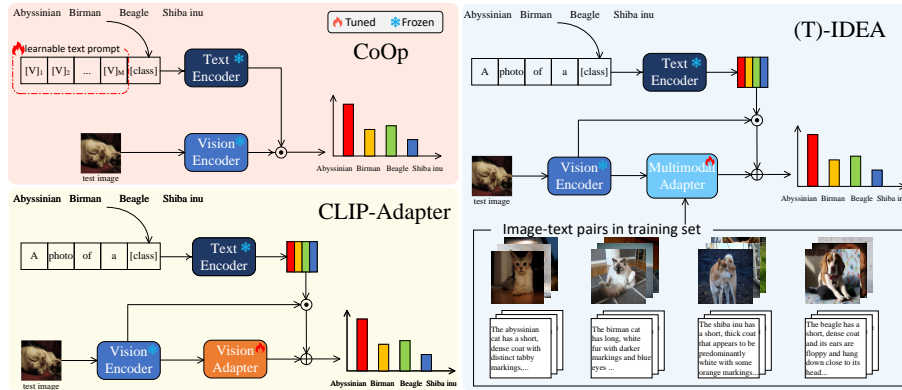 Abyssinian Birman Beagle Shiba inu
Tuned Frozen
CoOp
learnable text prompt
[V]1 [V]2 ... [V]M [class]
Text
Encoder
Vision
Encoder
test image
Abyssinian Birman Beagle Shiba inu
Abyssinian Birman Beagle Shiba inu
CLIP-Adapter
A photo of a [class]
Text
Encoder
Vision
Encoder
Vision
Adapter
test image
Abyssinian Birman Beagle Shiba inu
(T)-IDEA
Abyssinian Birman Beagle Shiba inu
A photo of a [class]
Text
Encoder
Vision
Encoder
Multimodal
Adapter
test image
Abyssinian Birman Beagle Shiba inu
Image-text pairs in training set
The abyssinian
cat has a short,
dense coat with
distinct tabby
markings,...
The birman cat
has long, white
fur with darker
markings and blue
eyes ...
The shiba inu has
a short, thick coat
that appears to be
predominantly
white with some
orange markings...
The beagle has a
short, dense coat
and its ears are
floppy and hang
down close to its
head...